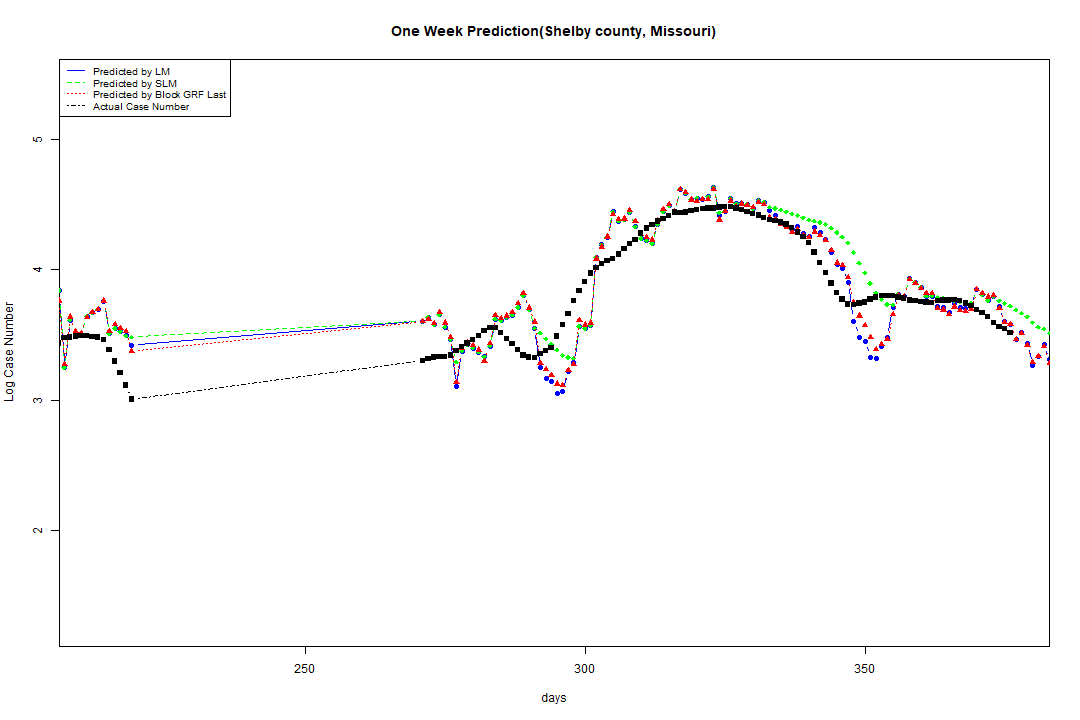 One Week Prediction(Shelby county, Missouri)
Predicted by LM
Predicted by SLM
Predicted by Block GRF Last
Actual Case Number
5
4
3
2
Log Case Number
250
300
350
days